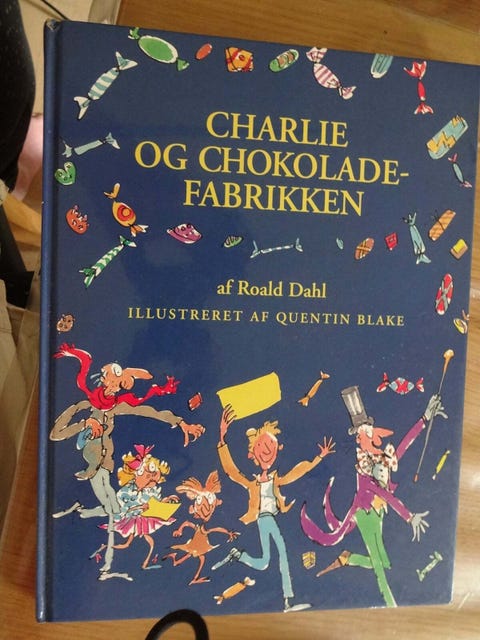 CHARLIE
OG CHOKOLADE-
FABRIKKEN
af Roald Dahl
ILLUSTRERET AF QUENTIN BLAKE